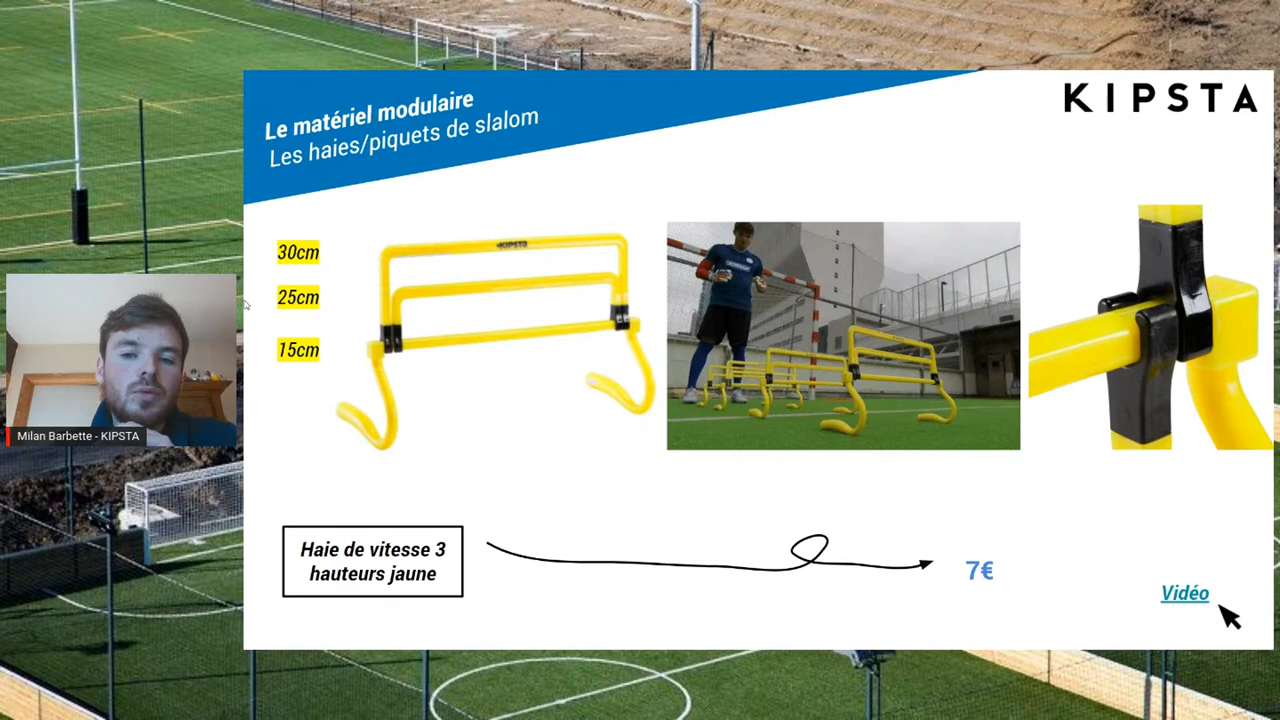 Le matériel modulaire
Les haies/piquets de slalom
KIPSTA
30cm
25cm
15cm
KIPSTA
Milan Barbette - KIPSTA
Haie de vitesse 3
hauteurs jaune
7€
Vidéo